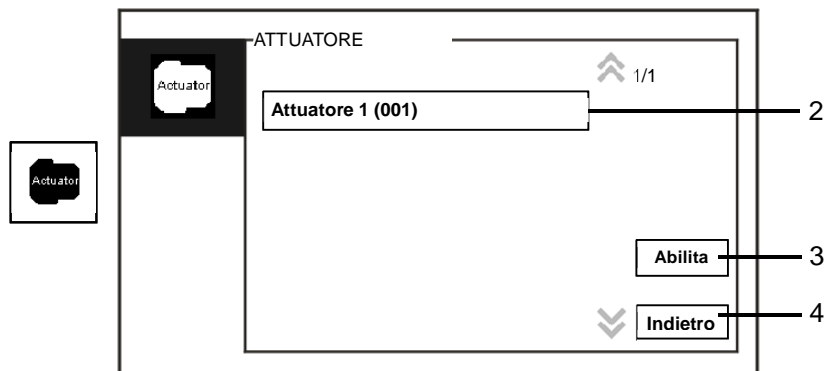 ATTUATORE
Actuator
1/1
Attuatore 1 (001)
2
Actuator
Abilita
3
Indietro
4